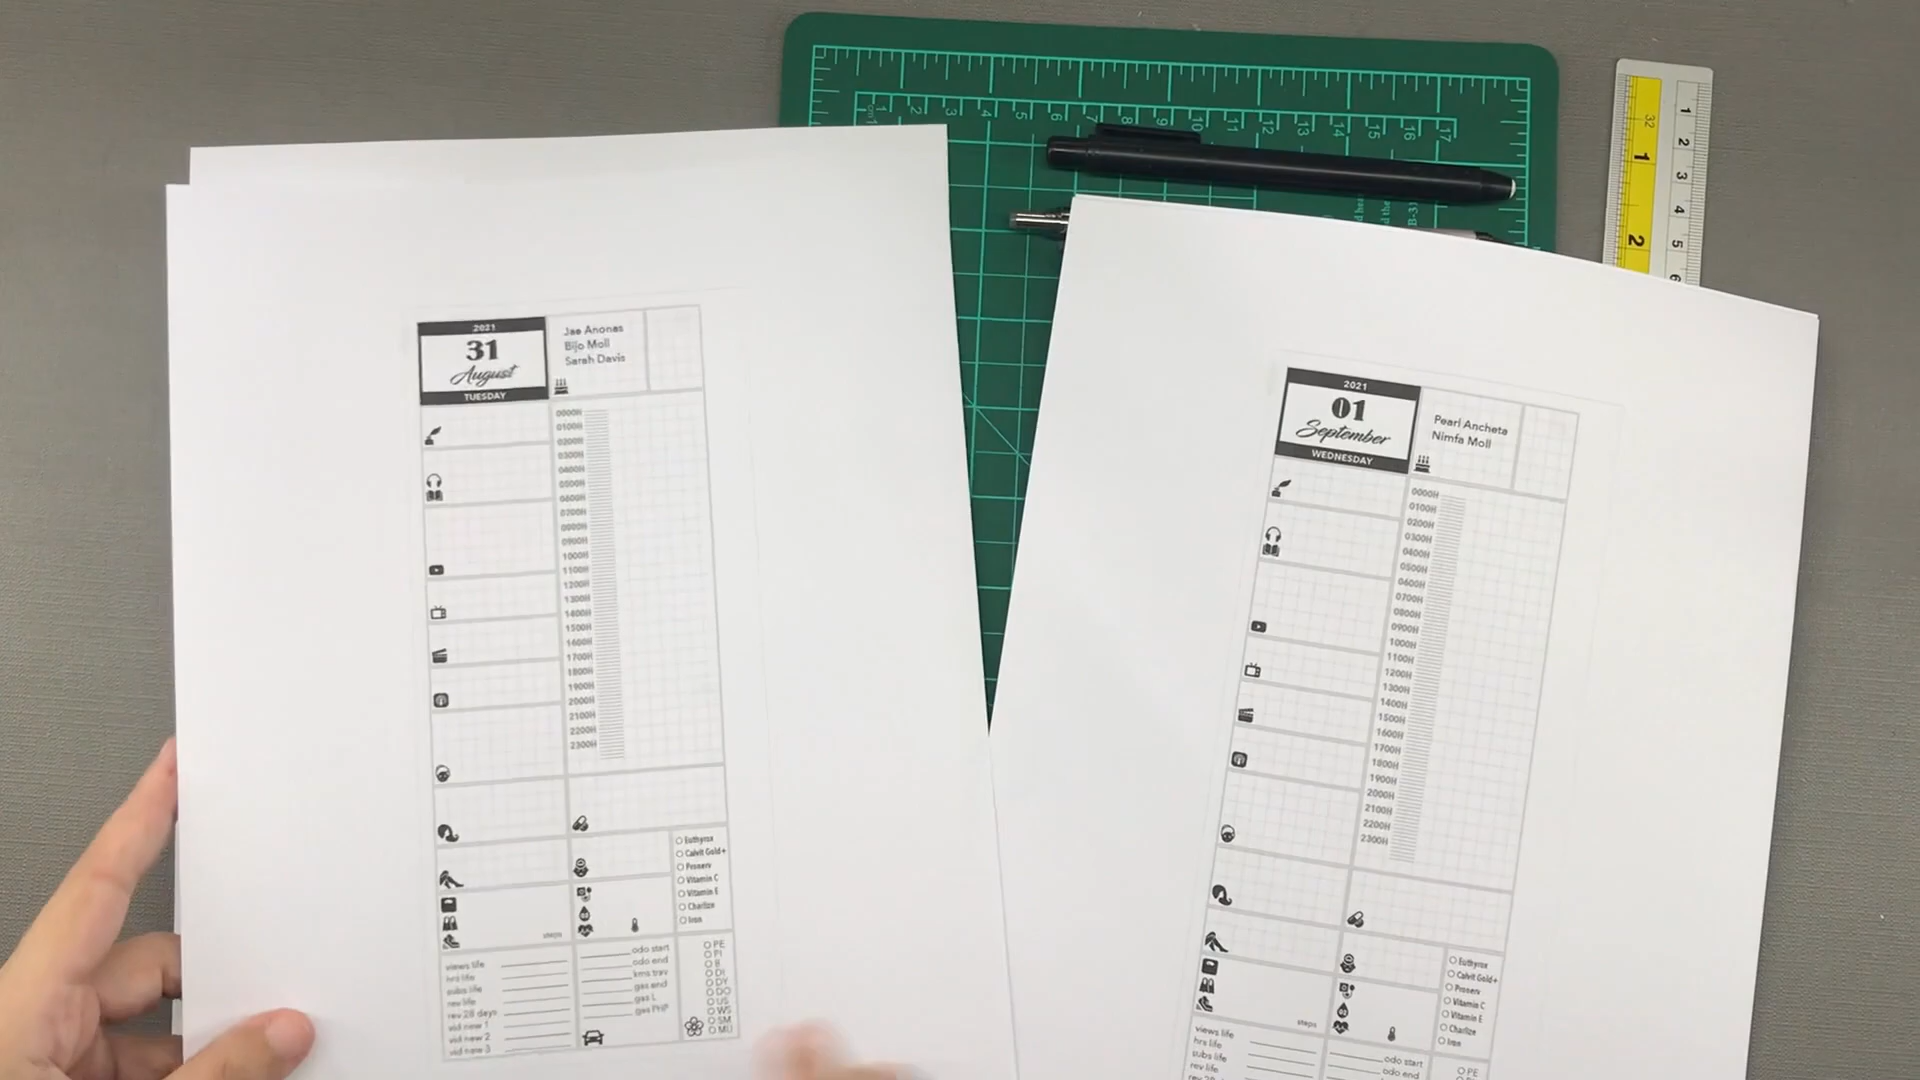 2021
31
August
TUESDAY
Jae Anonas
Bijo Moll
Sarah Davis
0000H
0100H
0200H
0300H
0400H
0500H
0600H
0700H
0800H
0900H
1000H
1100H
1200H
1300H
1400H
1500H
1600H
1700H
1800H
1900H
2000H
2100H
2200H
2300H
Euthyrox
Calvit Gold+
Proserv
Vitamin C
Vitamin E
Charlize
Iron
steps
views life
hrs life
subs life
rev life
rev 28 days
vid new 1
vid new 2
vid new 3
odo start
odo end
kms trav
gas end
gas L
gas PHP
PE
PI
B
DI
DY
DO
US
WS
SM
MU
2021
01
September
WEDNESDAY
Pearl Ancheta
Nimfa Moll
0000H
0100H
0200H
0300H
0400H
0500H
0600H
0700H
0800H
0900H
1000H
1100H
1200H
1300H
1400H
1500H
1600H
1700H
1800H
1900H
2000H
2100H
2200H
2300H
Euthyrox
Calvit Gold+
Proserv
Vitamin C
Vitamin E
Charlize
Iron
steps
views life
hrs life
subs life
rev life
odo start
odo end
PE
1 2 3 4 5 6 7 8 9 10 11 12 13 14 15 16 17
32
1 2
1 2 3 4 5 6